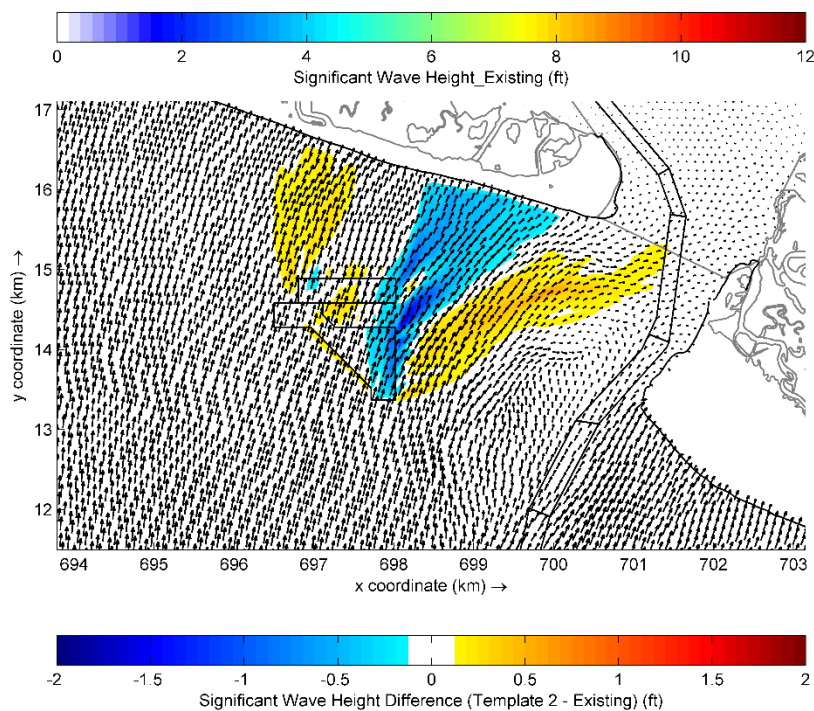 0 2 4 6 8 10 12
Significant Wave Height_Existing (ft)
17
16
15
14
13
12
y coordinate (km) →
694 695 696 697 698 699 700 701 702 703
x coordinate (km) →
-2 -1.5 -1 -0.5 0 0.5 1 1.5 2
Significant Wave Height Difference (Template 2 - Existing) (ft)